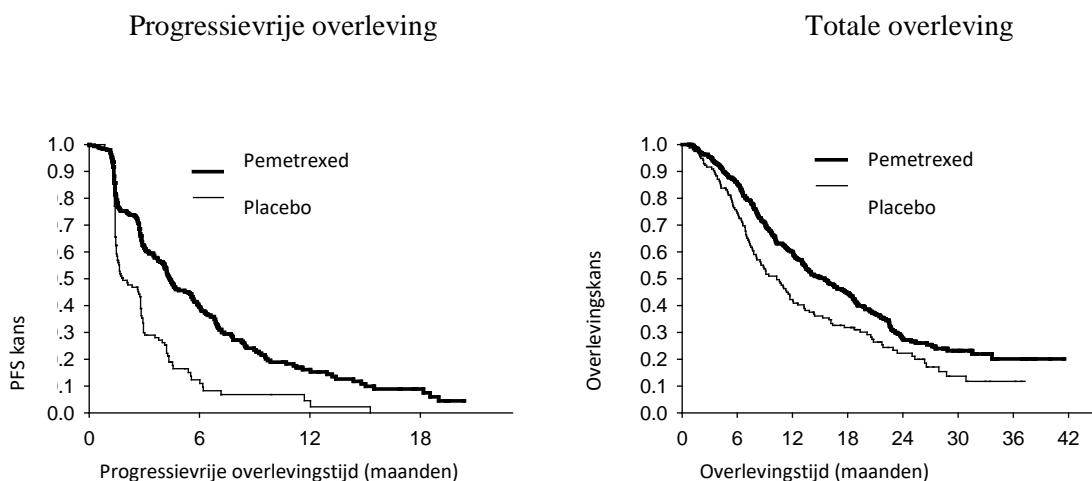 Progressievrije overleving
Totale overleving
PFS kans
1.0
0.9
).8
).7
).6
).5
).4
).3
).2
).1
0.0
Pemetrexed
Placebo
0 6 12 18
Progressievrije overlevingstijd (maanden)
Overlevingskans
1.0
0.9
0.8
0.7
0.6
0.5
0.4
0.3
0.2
0.1
0.0
Pemetrexed
Placebo
0 6 12 18 24 30 36 42
Overlevingstijd (maanden)